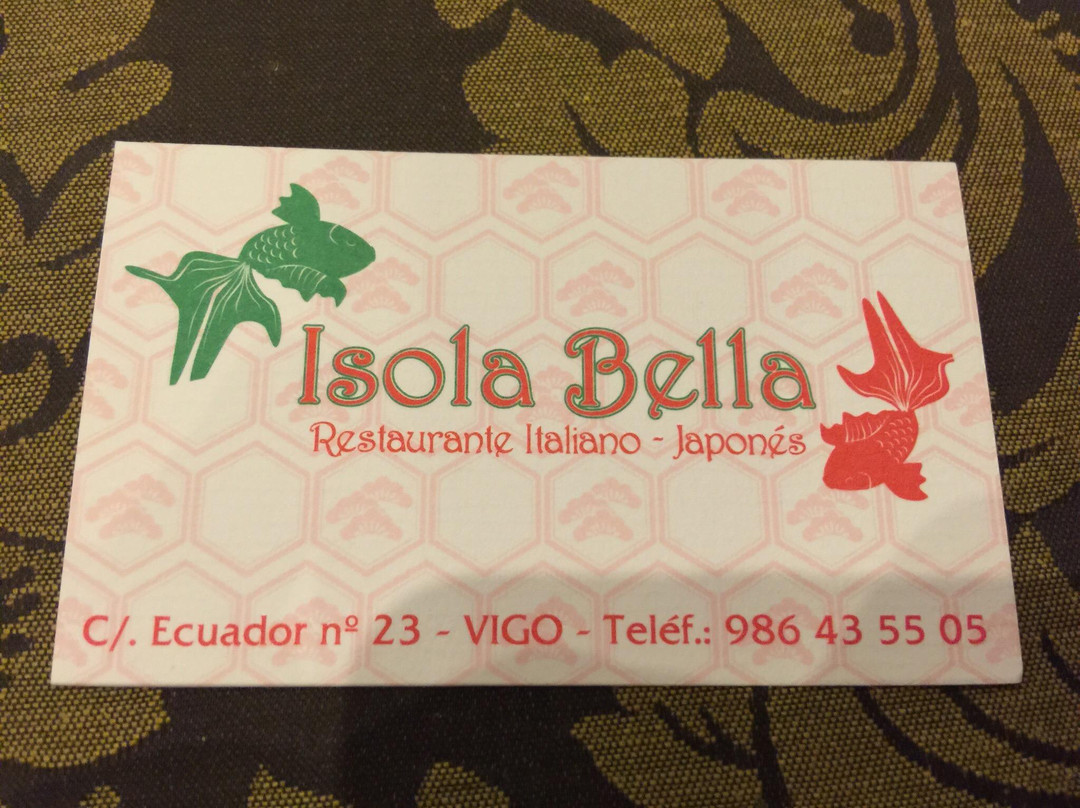 Isola Bella
Restaurante Italiano - Japonés
C/. Ecuador nº 23 - VIGO - Teléf.: 986 43 55 05